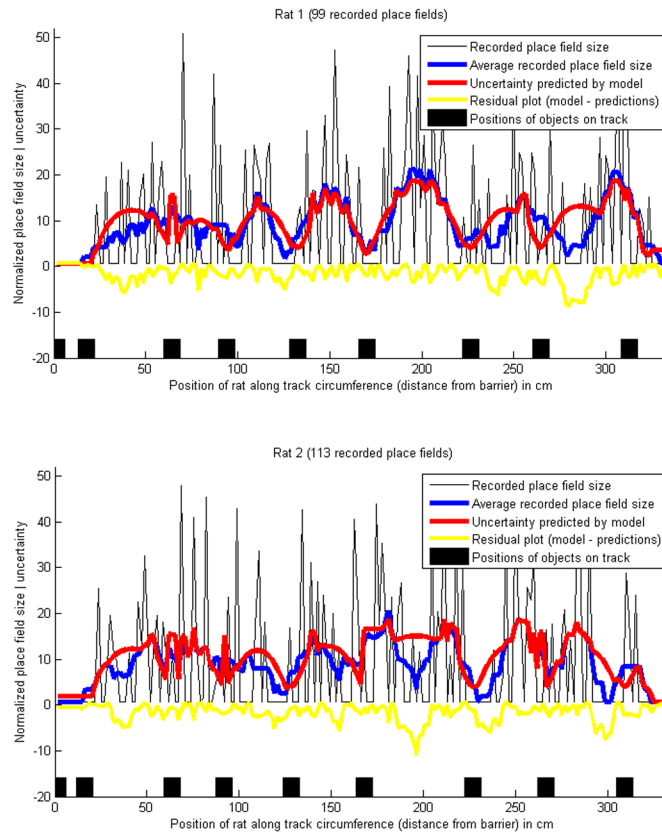 Rat 1 (99 recorded place fields)
50
40
30
20
10
0
-10
-20
Normalized place field size | uncertainty
Recorded place field size
Average recorded place field size
Uncertainty predicted by model
Residual plot (model - predictions)
Positions of objects on track
0 50 100 150 200 250 300
Position of rat along track circumference (distance from barrier) in cm
Rat 2 (113 recorded place fields)
50
40
30
20
10
0
-10
-20
Normalized place field size | uncertainty
Recorded place field size
Average recorded place field size
Uncertainty predicted by model
Residual plot (model - predictions)
Positions of objects on track
0 50 100 150 200 250 300
Position of rat along track circumference (distance from barrier) in cm